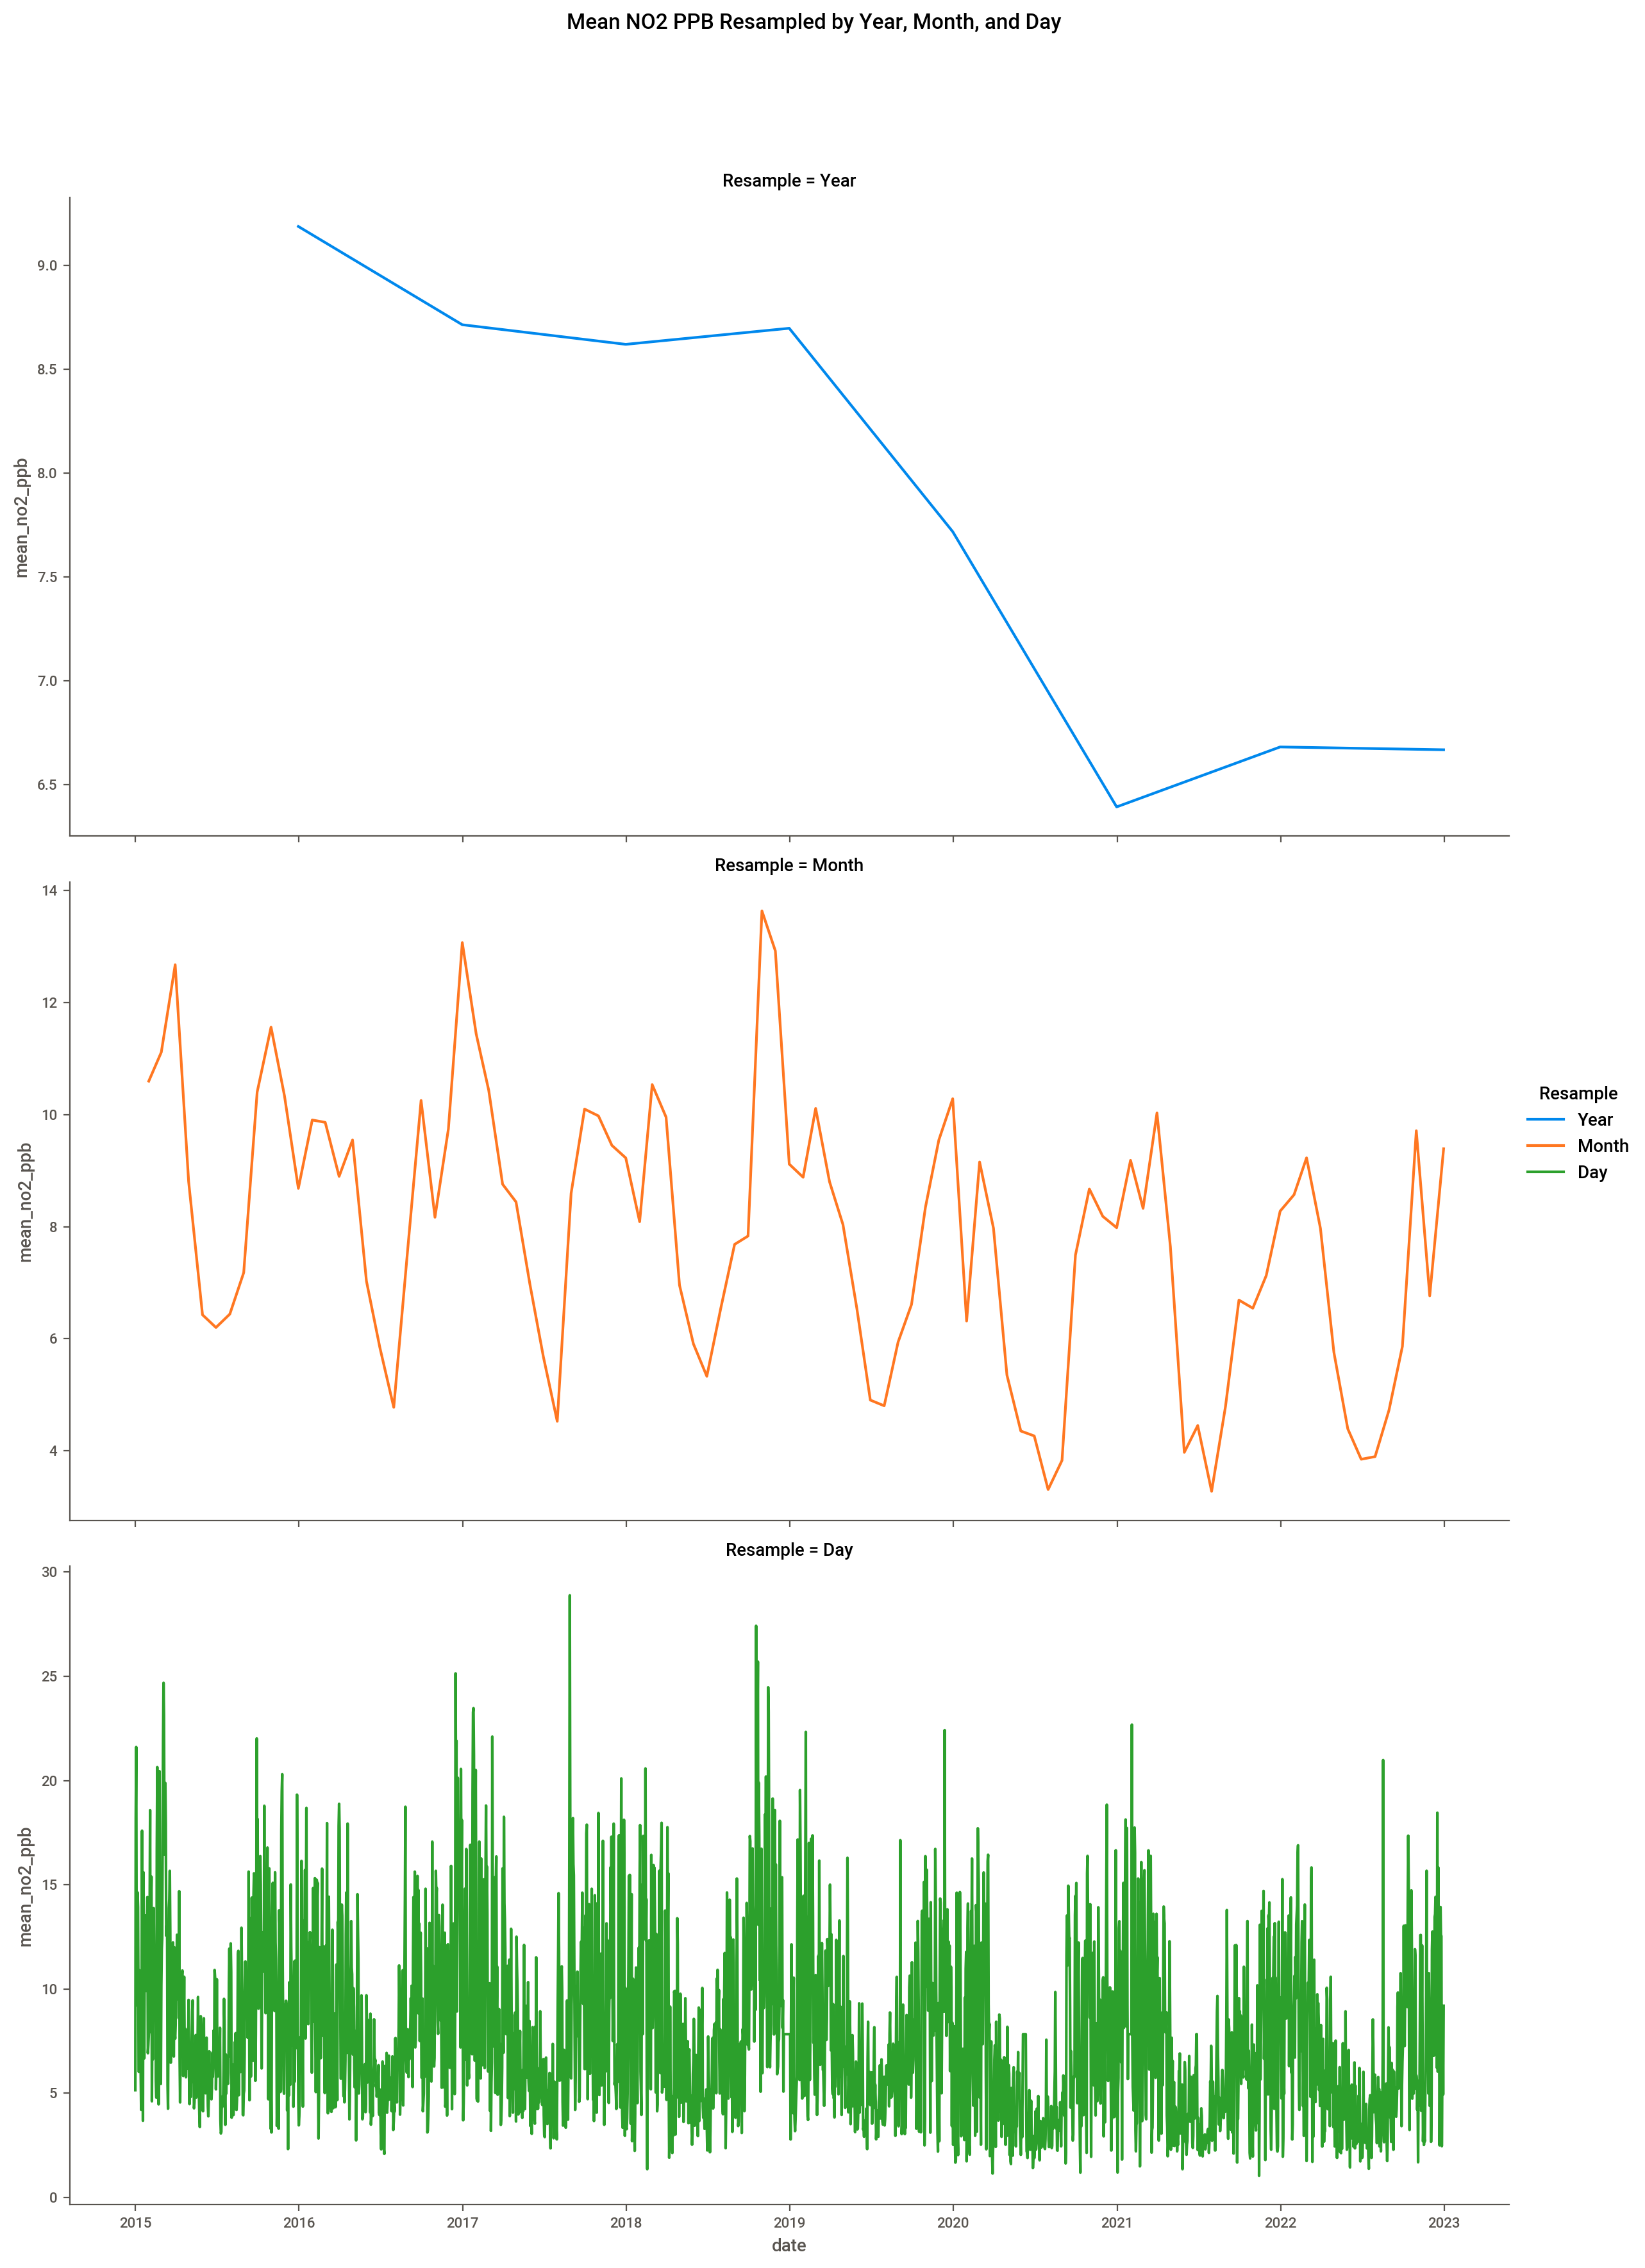 Mean NO2 PPB Resampled by Year, Month, and Day
Resample = Year
9.0
8.5
8.0
7.5
7.0
6.5
mean_no2_ppb
Resample = Month
14
12
10
8
6
4
mean_no2_ppb
Resample
Year
Month
Day
Resample = Day
30
25
20
15
10
5
0
mean_no2_ppb
2015 2016 2017 2018 2019 2020 2021 2022 2023
date